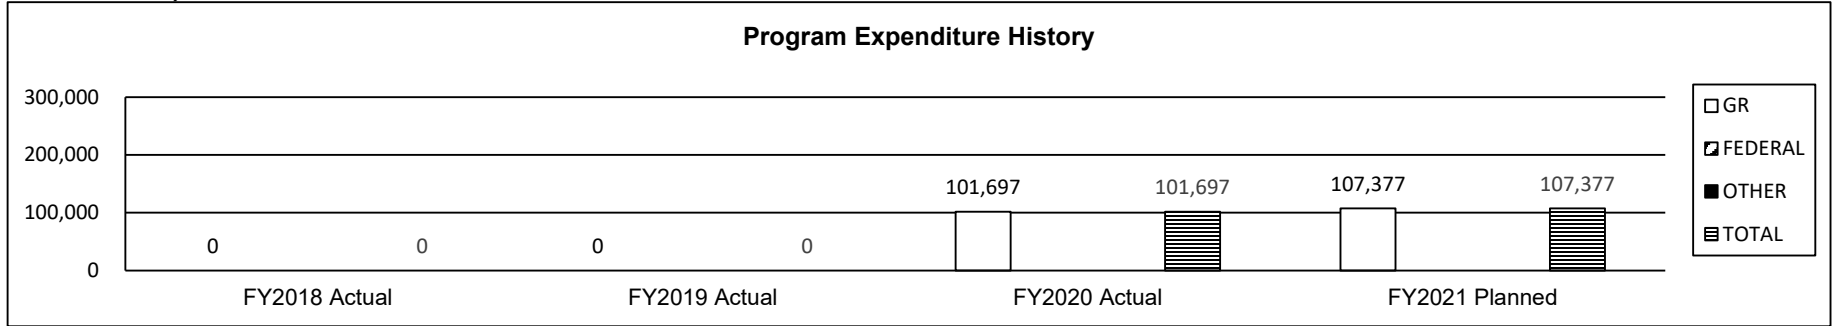 Program Expenditure History
300,000
200,000
100,000
0
0 0 0 0 101,697 101,697 107,377 107,377
FY2018 Actual FY2019 Actual FY2020 Actual FY2021 Planned
GR
FEDERAL
OTHER
TOTAL